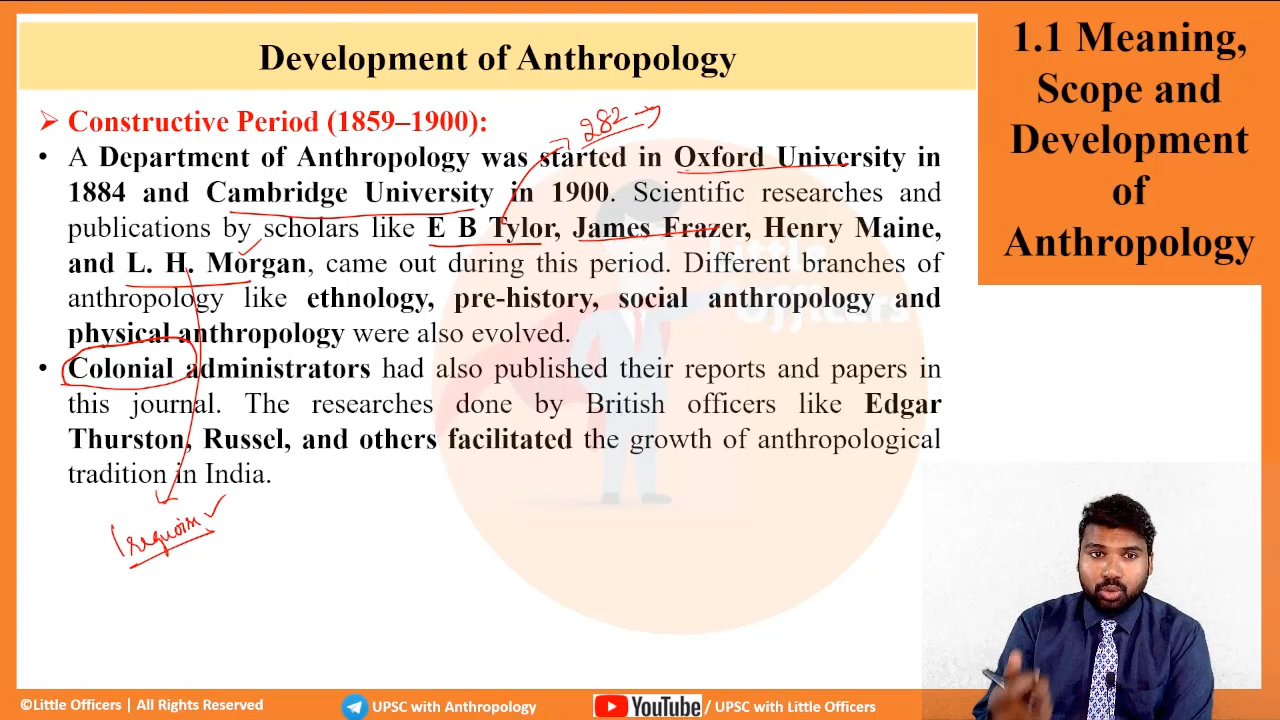 Development of Anthropology
1.1 Meaning,
Scope and
Development
of
Anthropology
➢ Constructive Period (1859–1900):
282
• A Department of Anthropology was started in Oxford University in
1884 and Cambridge University in 1900. Scientific researches and
publications by scholars like E B Tylor, James Frazer, Henry Maine,
and L. H. Morgan, came out during this period. Different branches of
anthropology like ethnology, pre-history, social anthropology and
physical anthropology were also evolved.
• Colonial administrators had also published their reports and papers in
this journal. The researches done by British officers like Edgar
Thurston, Russel, and others facilitated the growth of anthropological
tradition in India.
Iroquois
Little
Officers
©Little Officers | All Rights Reserved
UPSC with Anthropology
YouTube / UPSC with Little Officers